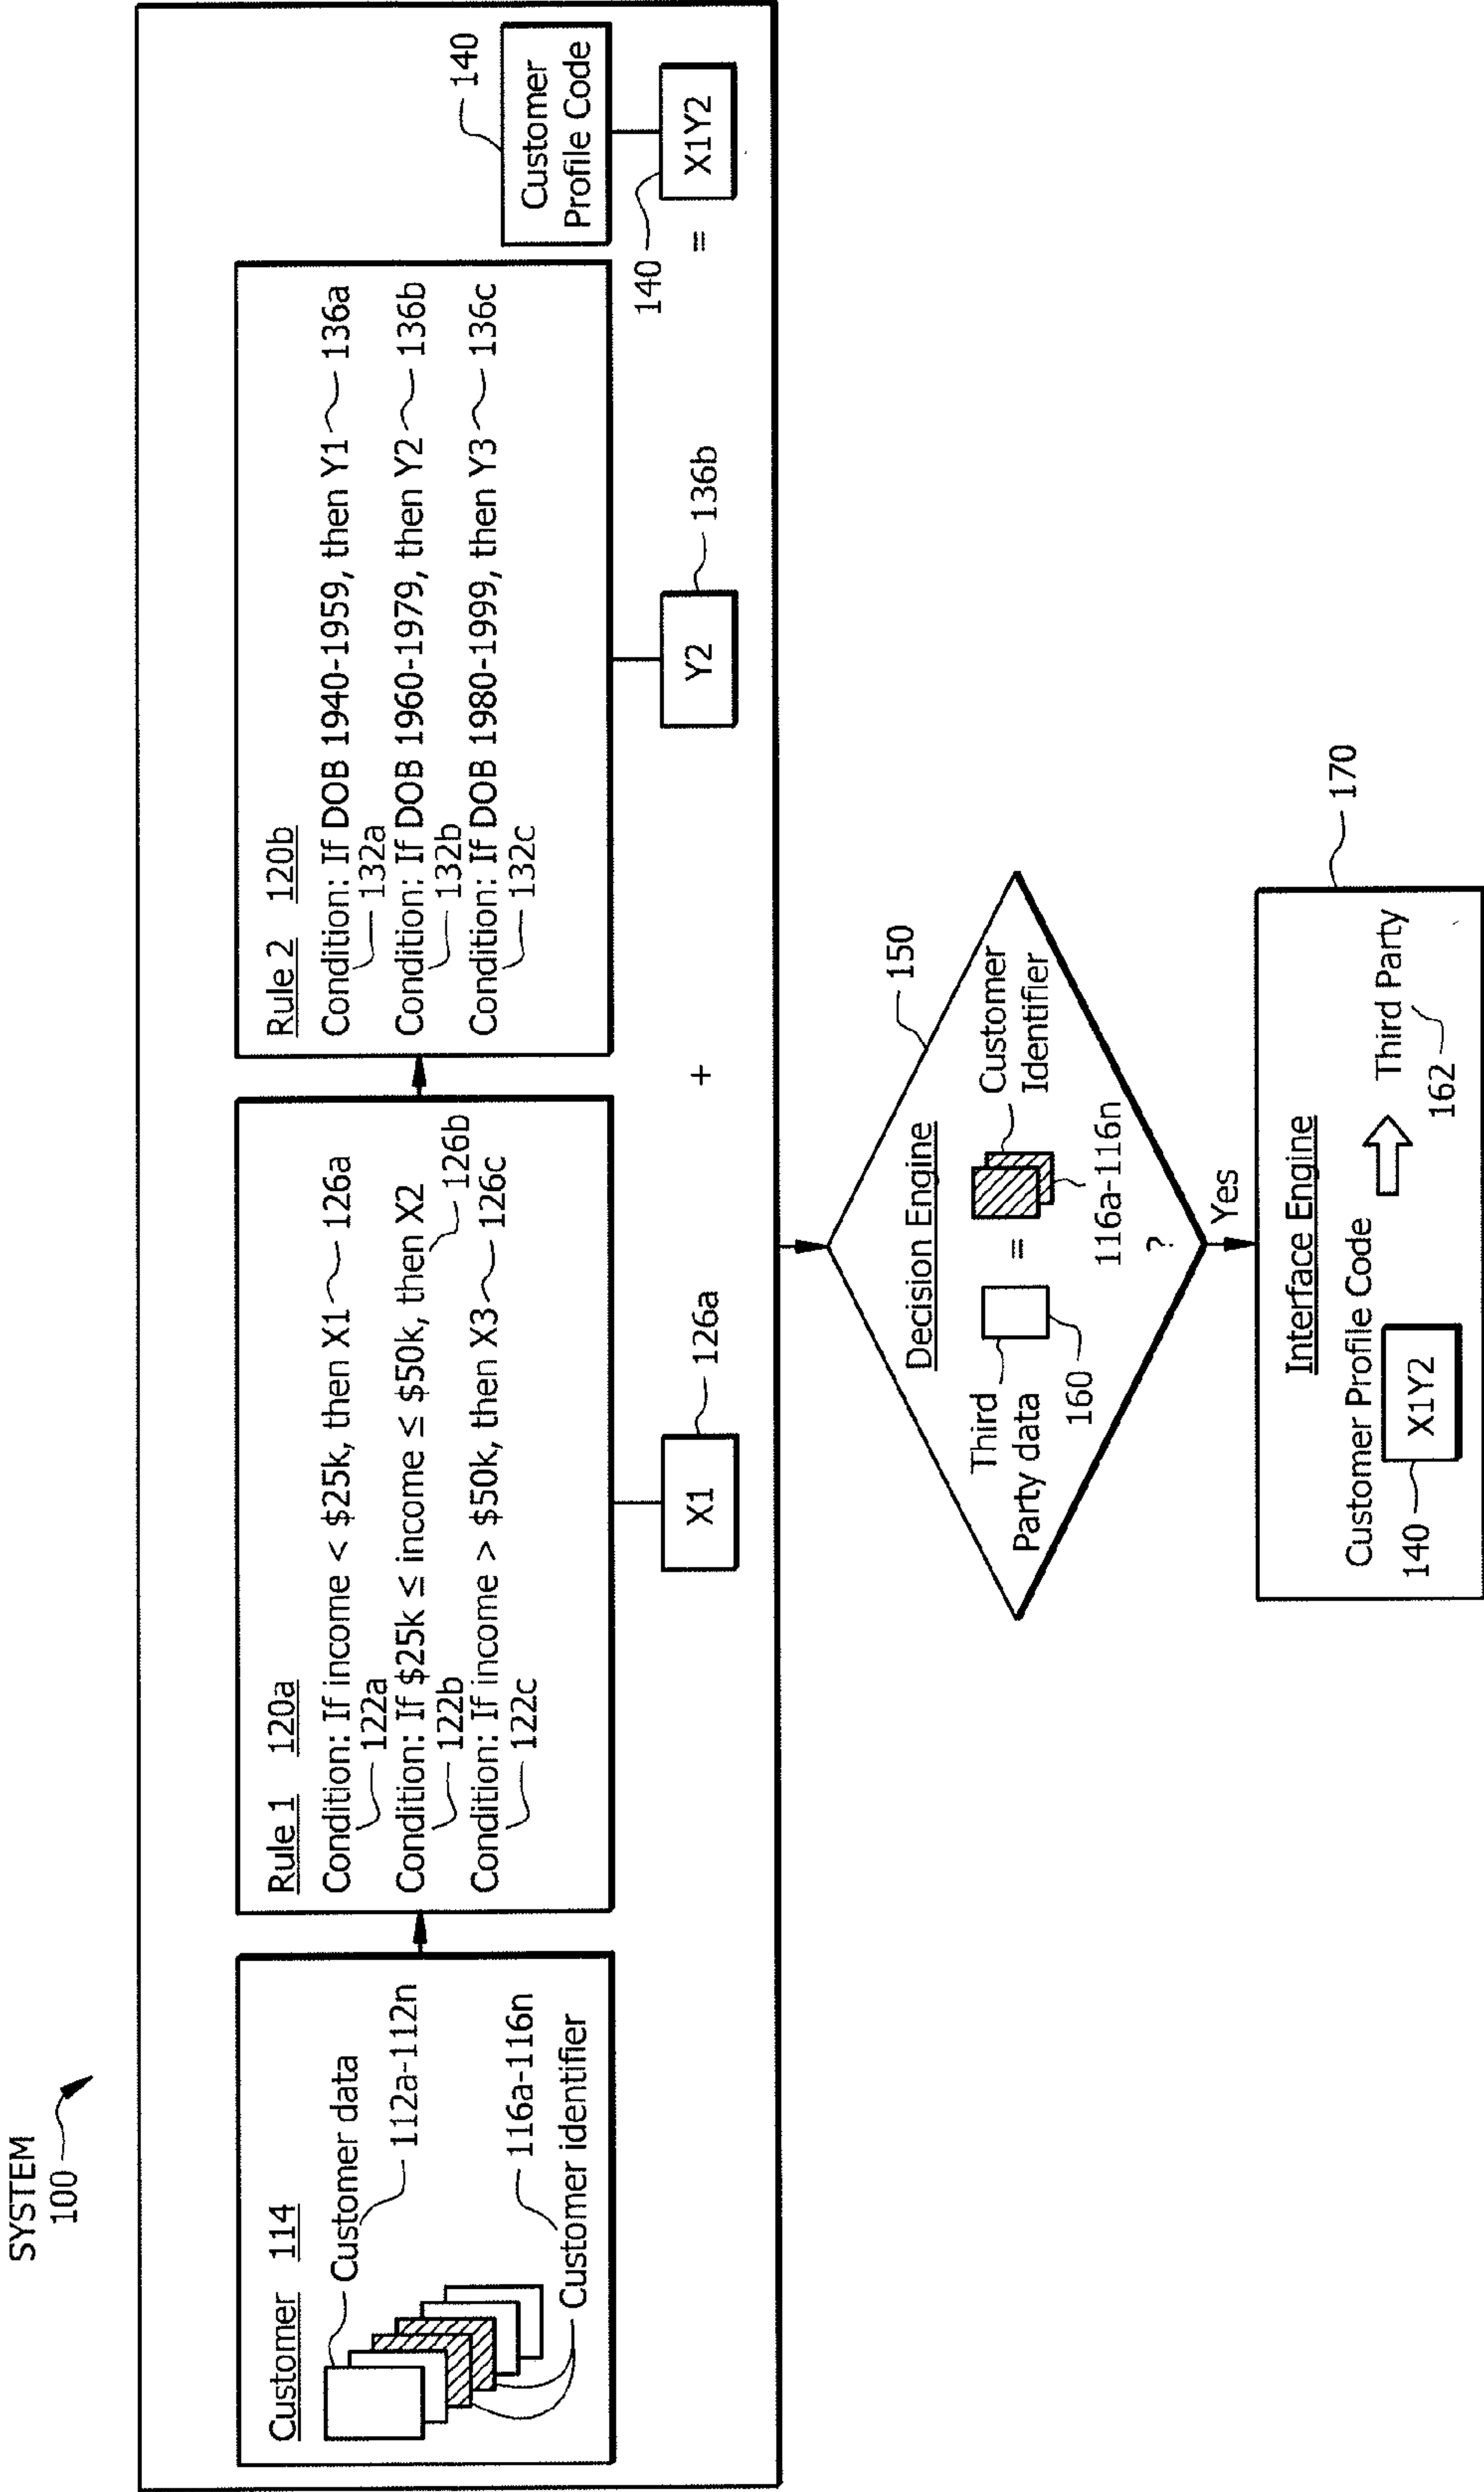 SYSTEM
100
Customer 114
Customer data
112a-112n
116a-116n
Customer identifier
Rule 1 120a
Condition: If income < $25k, then X1 126a
122a
Condition: If $25k ≤ income ≤ $50k, then X2
122b
126b
Condition: If income > $50k, then X3 126c
122c
X1
126a
+
Rule 2 120b
Condition: If DOB 1940-1959, then Y1 136a
132a
Condition: If DOB 1960-1979, then Y2 136b
132b
Condition: If DOB 1980-1999, then Y3 136c
132c
Y2
136b
=
140
Customer
Profile Code
140
X1Y2
150
Decision Engine
Third
Party data
160
=
Customer
Identifier
116a-116n
?
Yes
170
Interface Engine
Customer Profile Code
140
X1Y2
Third Party
162